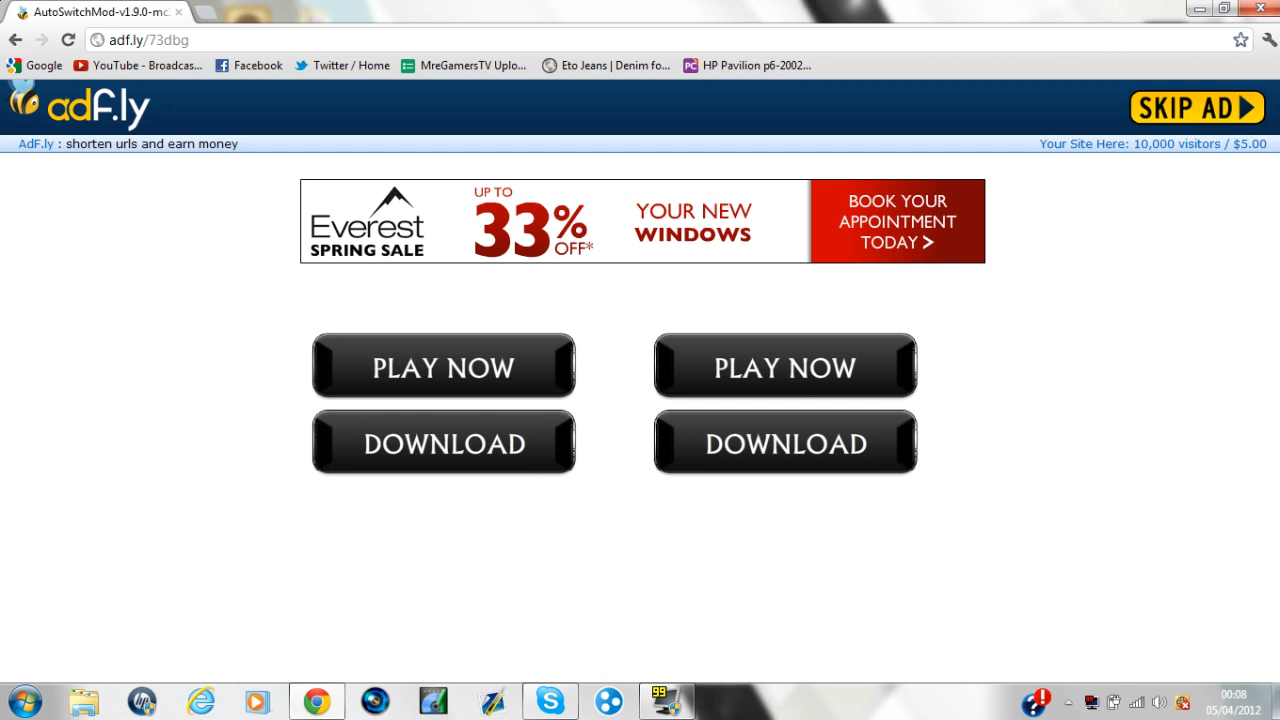 AutoSwitchMod-v1.9.0-mc
adf.ly/73dbg
Google YouTube - Broadcas... Facebook Twitter / Home MreGamersTV Uplo... Eto Jeans | Denim fo... PC HP Pavilion p6-2002...
adf.ly
SKIP AD
AdF.ly : shorten urls and earn money
Your Site Here: 10,000 visitors / $5.00
Everest
SPRING SALE
UP TO
33%
OFF*
YOUR NEW
WINDOWS
BOOK YOUR
APPOINTMENT
TODAY >
PLAY NOW
PLAY NOW
DOWNLOAD
DOWNLOAD
99
00:08
05/04/2012